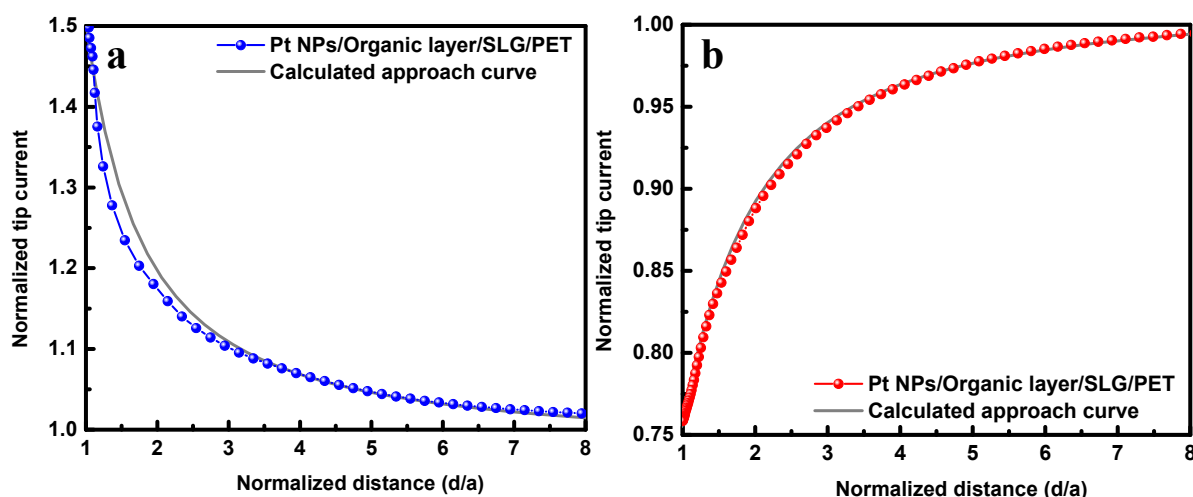 a
Pt NPs/Organic layer/SLG/PET
Calculated approach curve
Normalized tip current
1.5
1.4
1.3
1.2
1.1
1.0
1 2 3 4 5 6 7 8
Normalized distance (d/a)
b
Pt NPs/Organic layer/SLG/PET
Calculated approach curve
Normalized tip current
1.00
0.95
0.90
0.85
0.80
0.75
1 2 3 4 5 6 7 8
Normalized distance (d/a)